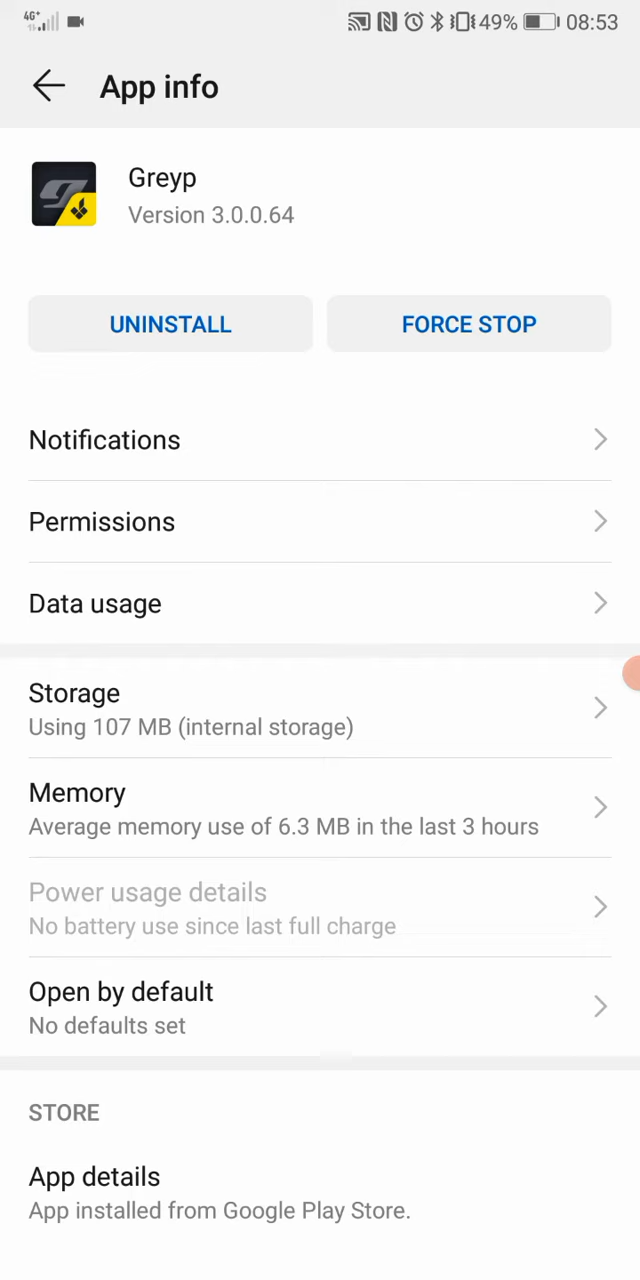 4G+ 49% 08:53
App info
Greyp
Version 3.0.0.64
UNINSTALL FORCE STOP
Notifications
Permissions
Data usage
Storage
Using 107 MB (internal storage)
Memory
Average memory use of 6.3 MB in the last 3 hours
Power usage details
No battery use since last full charge
Open by default
No defaults set
STORE
App details
App installed from Google Play Store.